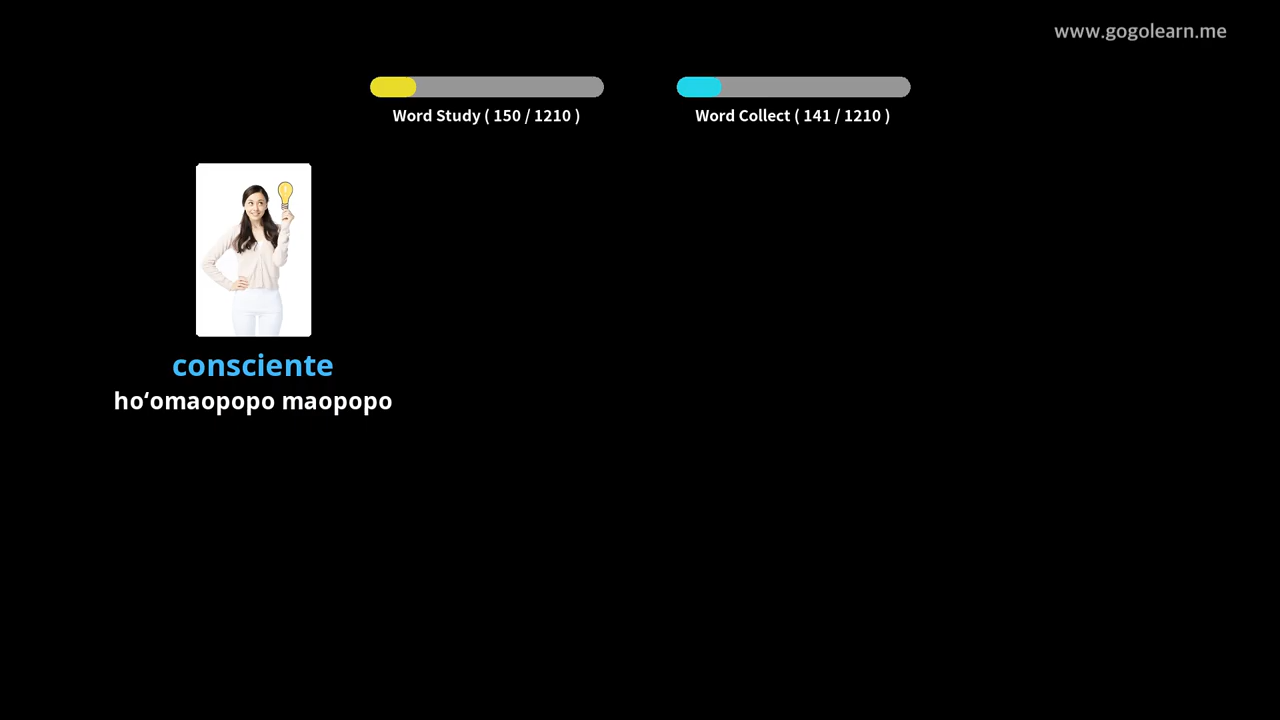 www.gogolearn.me
Word Study ( 150 / 1210 )
Word Collect ( 141 / 1210 )
consciente
hoʻomaopopo maopopo